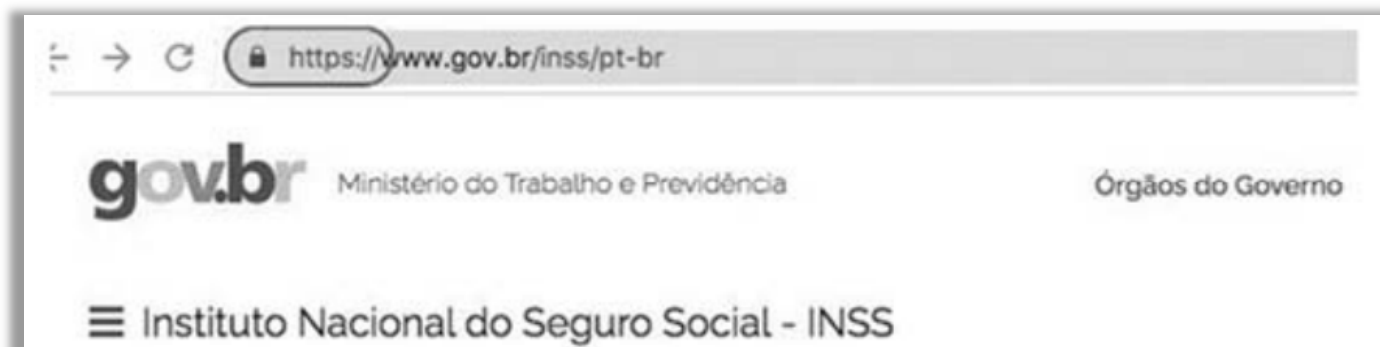 https://www.gov.br/inss/pt-br
gov.br Ministério do Trabalho e Previdência Órgãos do Governo
Instituto Nacional do Seguro Social - INSS